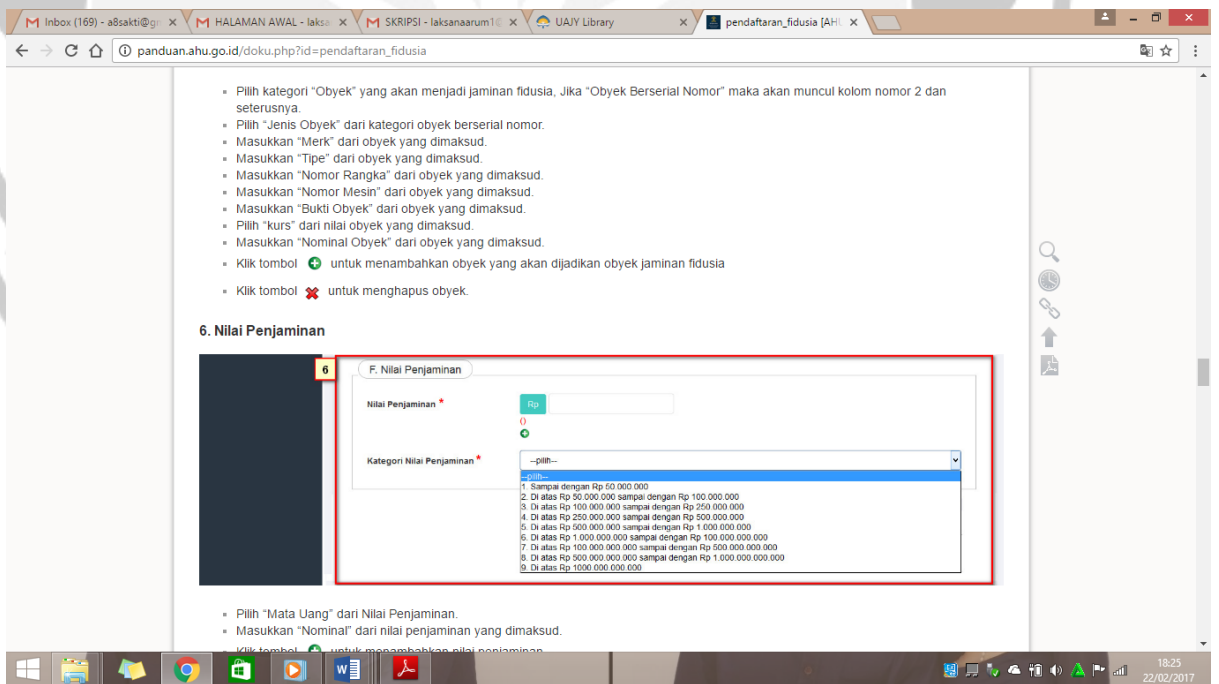 Inbox (169) - a8sakti@g
HALAMAN AWAL - laksa
SKRIPSI - laksanaarum1
UAJY Library
pendaftaran_fidusia [AH
panduan.ahu.go.id/doku.php?id=pendaftaran_fidusia
Pilih kategori "Obyek" yang akan menjadi jaminan fidusia, Jika "Obyek Berserial Nomor" maka akan muncul kolom nomor 2 dan
seterusnya.
Pilih "Jenis Obyek" dari kategori obyek berserial nomor.
Masukkan "Merk" dari obyek yang dimaksud.
Masukkan "Tipe" dari obyek yang dimaksud.
Masukkan "Nomor Rangka" dari obyek yang dimaksud.
Masukkan "Nomor Mesin" dari obyek yang dimaksud.
Masukkan "Bukti Obyek" dari obyek yang dimaksud.
Pilih "kurs" dari nilai obyek yang dimaksud.
Masukkan "Nominal Obyek" dari obyek yang dimaksud.
Klik tombol untuk menambahkan obyek yang akan dijadikan obyek jaminan fidusia
Klik tombol untuk menghapus obyek.
6. Nilai Penjaminan
6
F. Nilai Penjaminan
Nilai Penjaminan *
Rp
()
Kategori Nilai Penjaminan *
--pilih--
--pilih--
1. Sampai dengan Rp 50.000.000
2. Di atas Rp 50.000.000 sampai dengan Rp 100.000.000
3. Di atas Rp 100.000.000 sampai dengan Rp 250.000.000
4. Di atas Rp 250.000.000 sampai dengan Rp 500.000.000
5. Di atas Rp 500.000.000 sampai dengan Rp 1.000.000.000
6. Di atas Rp 1.000.000.000 sampai dengan Rp 100.000.000.000
7. Di atas Rp 100.000.000.000 sampai dengan Rp 500.000.000.000
8. Di atas Rp 500.000.000.000 sampai dengan Rp 1.000.000.000.000
9. Di atas Rp 1000.000.000.000
Pilih "Mata Uang" dari Nilai Penjaminan.
Masukkan "Nominal" dari nilai penjaminan yang dimaksud.
Klik tombol untuk menambahkan nilai penjaminan
18:25
22/02/2017